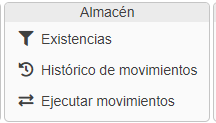 Almacén
Existencias
Histórico de movimientos
Ejecutar movimientos